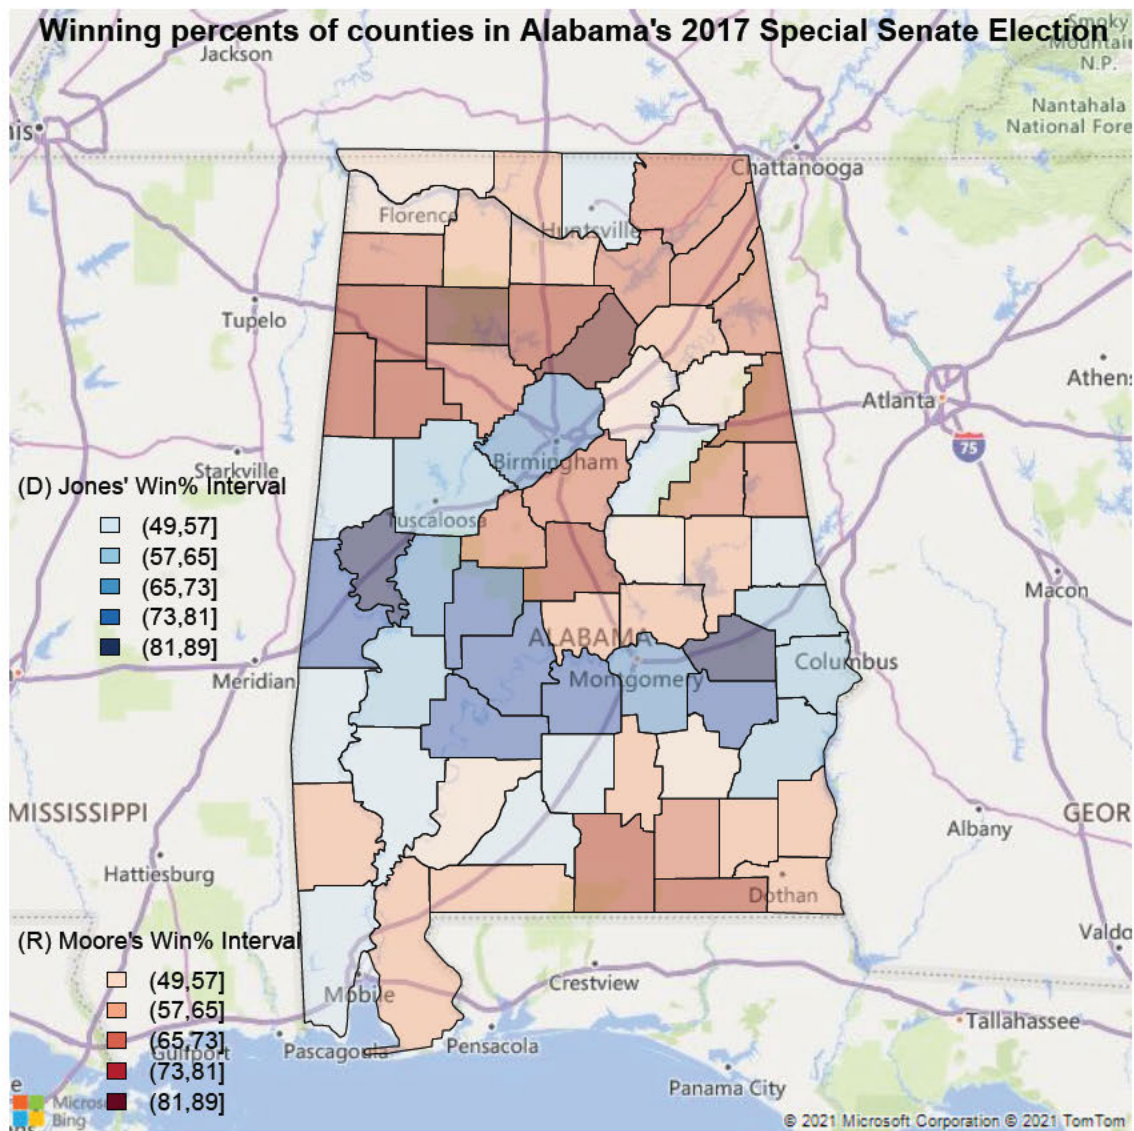 Winning percents of counties in Alabama's 2017 Special Senate Election
Smoky
Mountain
N.P.
Jackson
Nantahala
National Fore
nis
Chattanooga
Florence
Huntsville
Tupelo
Athens
Atlanta
75
Birmingham
Starkville
(D) Jones' Win% Interval
(49,57]
(57,65]
(65,73]
(73,81]
(81,89]
Tuscaloosa
Macon
ALABAMA
Columbus
Meridian
Montgomery
MISSISSIPPI
GEOR
Albany
Hattiesburg
Dothan
Valdo
(R) Moore's Win% Interval
(49,57]
(57,65]
(65,73]
(73,81]
(81,89]
Crestview
Mobile
Tallahassee
Gulfport
Pascagoula
Pensacola
Panama City
e
Micros
Bing
© 2021 Microsoft Corporation © 2021 TomTom